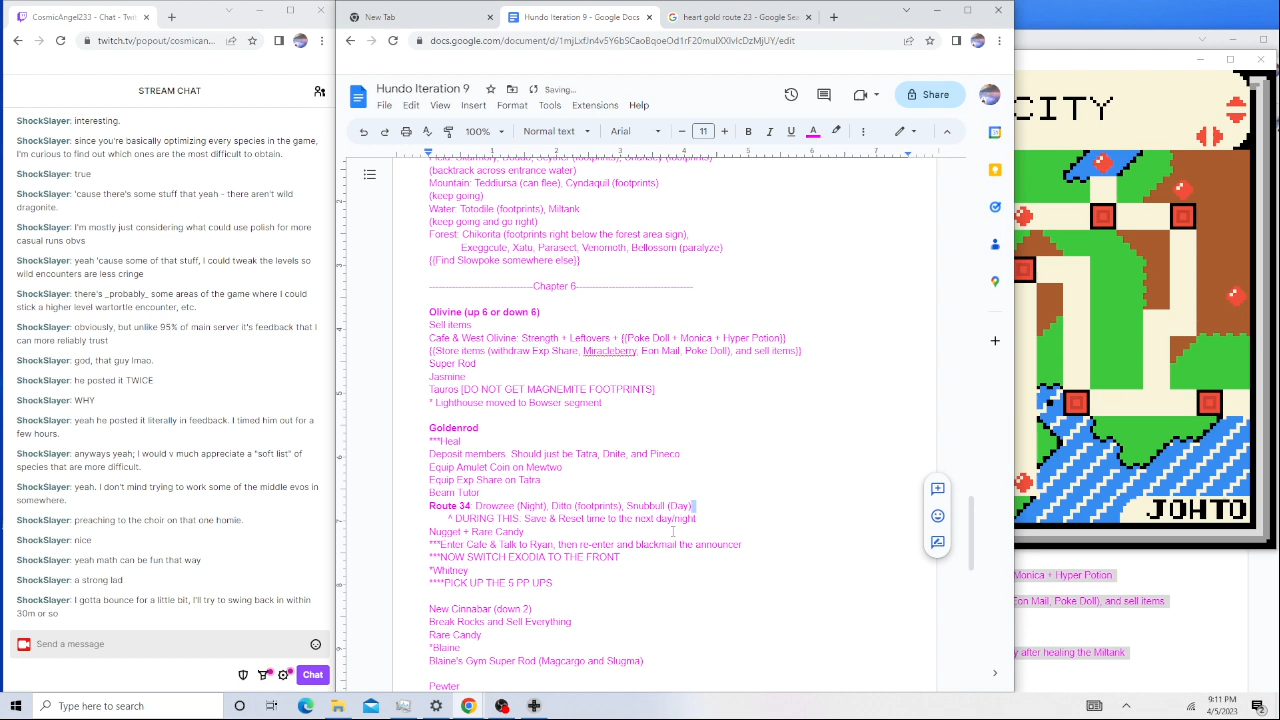 CosmicAngel233 - Chat - Twit
twitch.tv/popout/cosmican...
STREAM CHAT
ShockSlayer: interesting.
ShockSlayer: since you're basically optimizing every species in the game,
I'm curious to find out which ones are the most difficult to obtain.
ShockSlayer: true
ShockSlayer: 'cause there's some stuff that yeah - there aren't wild
dragonite.
ShockSlayer: I'm mostly just considering what could use polish for more
casual runs obvs
ShockSlayer: yeah 'cause some of that stuff, I could tweak the levels so
wild encounters are less cringe
ShockSlayer: there's _probably_ some areas of the game where I could
stick a higher level wartortle encounter, etc.
ShockSlayer: obviously, but unlike 95% of main server it's feedback that I
can more reliably trust
ShockSlayer: god, that guy lmao.
ShockSlayer: he posted it TWICE
ShockSlayer: WHY
ShockSlayer: yeah he posted it literally in feedback. I timed him out for a
few hours.
ShockSlayer: anyways yeah; I would v much appreciate a "soft list" of
species that are more difficult.
ShockSlayer: yeah. I don't mind trying to work some of the middle evos in
somewhere.
ShockSlayer: preaching to the choir on that one homie.
ShockSlayer: nice
ShockSlayer: yeah math can be fun that way
ShockSlayer: a strong lad
ShockSlayer: I gotta bounce for a little bit, I'll try to swing back in within
30m or so
Send a message
Chat
New Tab
Hundo Iteration 9 - Google Docs
heart gold route 23 - Google Sea
docs.google.com/document/d/1mjLxfJn4v5Y6bSCaoBqoeOd1rF20muIXXlvlcDzMjUY/edit
Hundo Iteration 9
Saving...
File Edit View Insert Format Tools Extensions Help
Share
100% Normal text Arial 11
(backtrack across entrance water)
Mountain: Teddiursa (can flee), Cyndaquil (footprints)
(keep going)
Water: Totodile (footprints), Miltank
(keep going and go right)
Forest: Chikorita (footprints right below the forest area sign),
Exeggcute, Xatu, Parasect, Venomoth, Bellossom (paralyze)
{{Find Slowpoke somewhere else}}
Chapter 6
Olivine (up 6 or down 6)
Sell items
Cafe & West Olivine: Strength + Leftovers + {{Poke Doll + Monica + Hyper Potion}}
{{Store items (withdraw Exp Share, Miracleberry, Eon Mail, Poke Doll), and sell items}}
Super Rod
Jasmine
Tauros [DO NOT GET MAGNEMITE FOOTPRINTS]
* Lighthouse moved to Bowser segment
Goldenrod
***Heal
Deposit members. Should just be Tatra, Dnite, and Pineco
Equip Amulet Coin on Mewtwo
Equip Exp Share on Tatra
Beam Tutor
Route 34: Drowzee (Night), Ditto (footprints), Snubbull (Day)
^ DURING THIS: Save & Reset time to the next day/night
Nugget + Rare Candy
***Enter Cafe & Talk to Ryan, then re-enter and blackmail the announcer
***NOW SWITCH EXODIA TO THE FRONT
*Whitney
****PICK UP THE 5 PP UPS
New Cinnabar (down 2)
Break Rocks and Sell Everything
Rare Candy
*Blaine
Blaine's Gym Super Rod (Magcargo and Slugma)
Pewter
CITY
JOHTO
Monica + Hyper Potion
Eon Mail, Poke Doll), and sell items
y after healing the Miltank
Type here to search
9:11 PM
4/5/2023
2